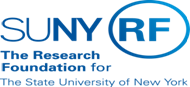 SUNY RF
The Research
Foundation for
The State University of New York